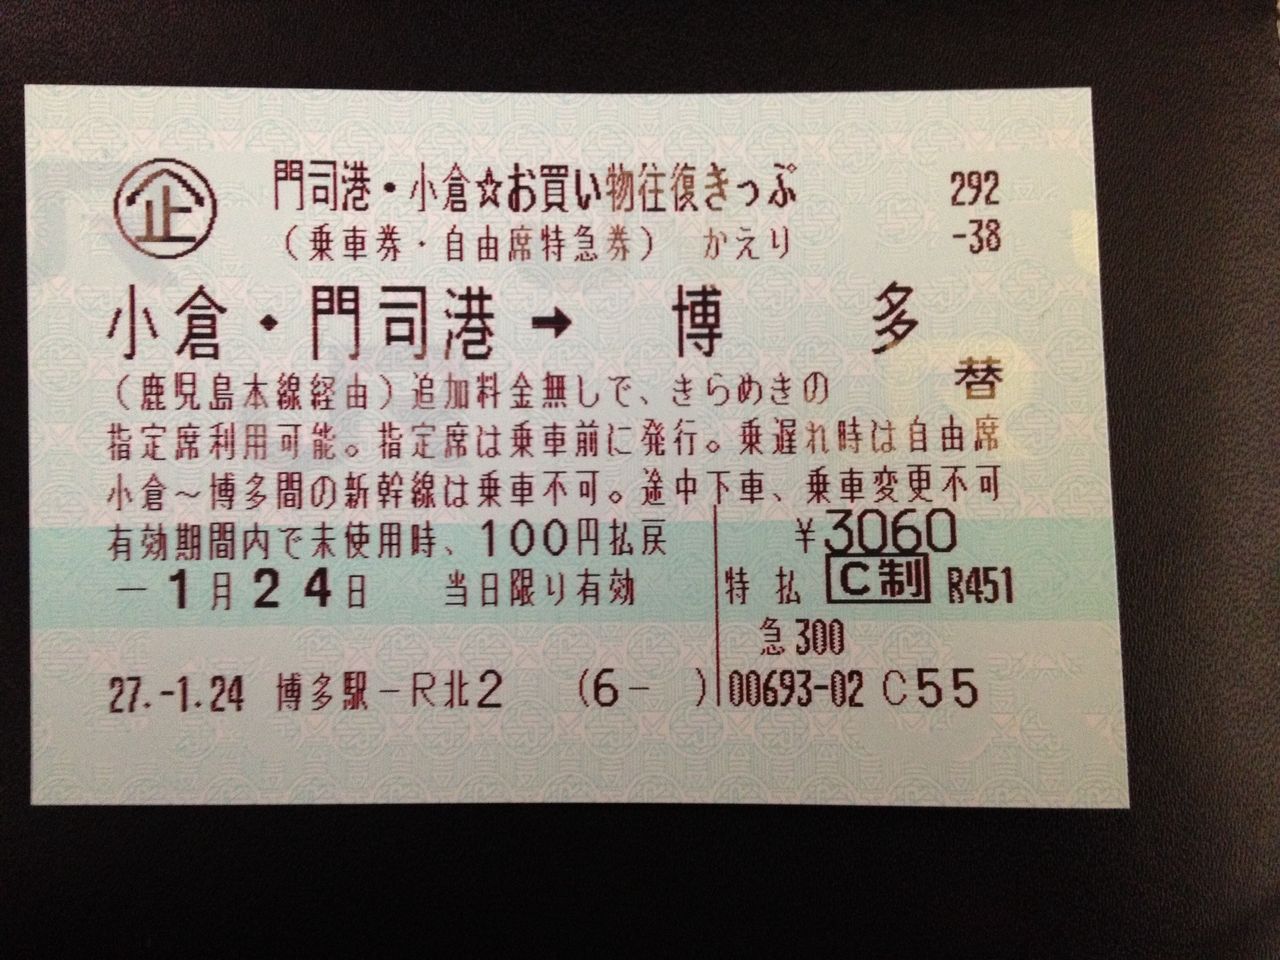 企 門司港・小倉☆お買い物往復きっぷ 292
（乗車券・自由席特急券） かえり -38
小倉・門司港➡博多
（鹿児島本線経由）追加料金無しで、きらめきの 替
指定席利用可能。指定席は乗車前に発行。乗遅れ時は自由席
小倉～博多間の新幹線は乗車不可。途中下車、乗車変更不可
有効期間内で未使用時、100円払戻 ￥3060
－1月24日 当日限り有効 特 払 C制 R451
急300
27.-1.24 博多駅－R北2 (6- ) 00693-02 C55